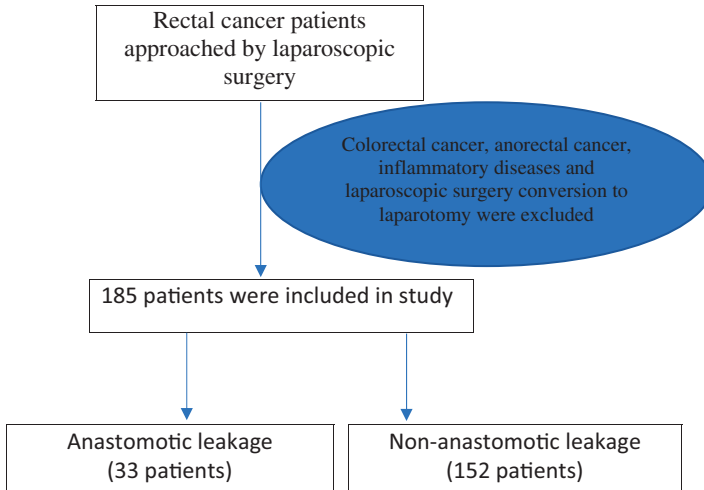 Rectal cancer patients
approached by laparoscopic
surgery
Colorectal cancer, anorectal cancer,
inflammatory diseases and
laparoscopic surgery conversion to
laparotomy were excluded
185 patients were included in study
Anastomotic leakage
(33 patients)
Non-anastomotic leakage
(152 patients)